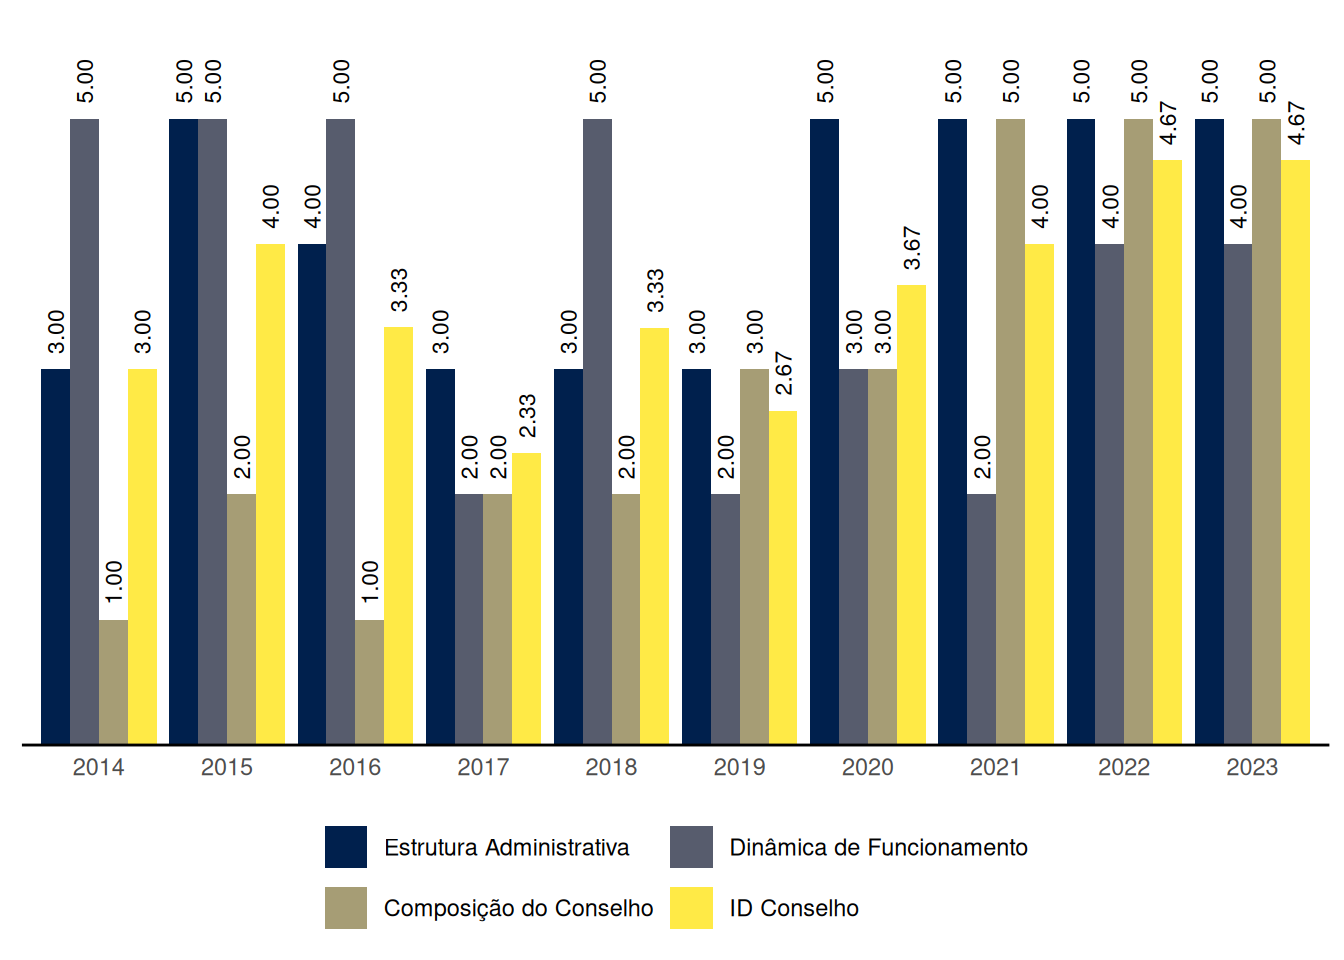 3.00 5.00 1.00 3.00
5.00 5.00 2.00 4.00
4.00 5.00 1.00 3.33
3.00 2.00 2.00 2.33
3.00 5.00 2.00 3.33
3.00 2.00 3.00 2.67
5.00 3.00 3.00 3.67
5.00 2.00 5.00 4.00
5.00 4.00 5.00 4.67
5.00 4.00 5.00 4.67
2014 2015 2016 2017 2018 2019 2020 2021 2022 2023
Estrutura Administrativa Dinâmica de Funcionamento
Composição do Conselho ID Conselho